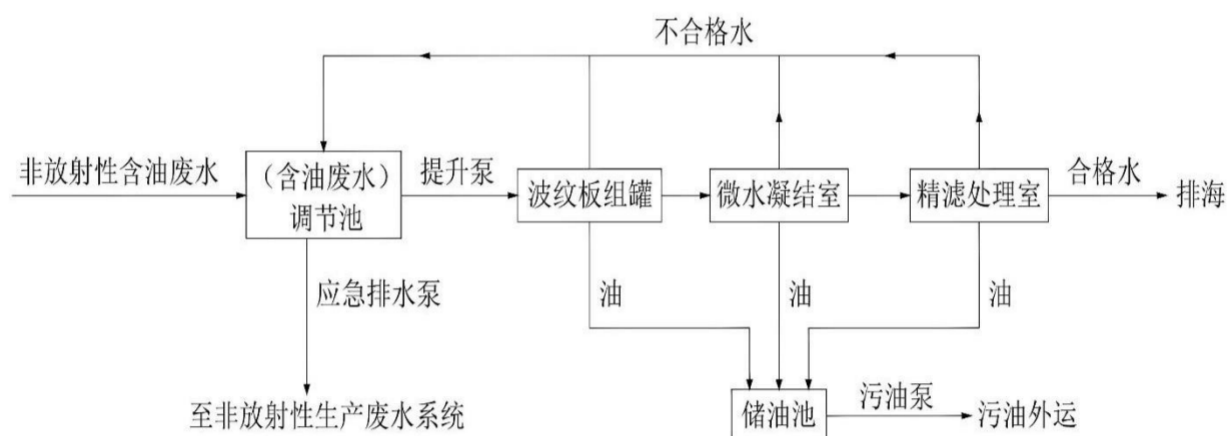 不合格水
非放射性含油废水
（含油废水）
调节池
提升泵
波纹板组罐
微水凝结室
精滤处理室
合格水
排海
应急排水泵
油
油
油
至非放射性生产废水系统
储油池
污油泵
污油外运